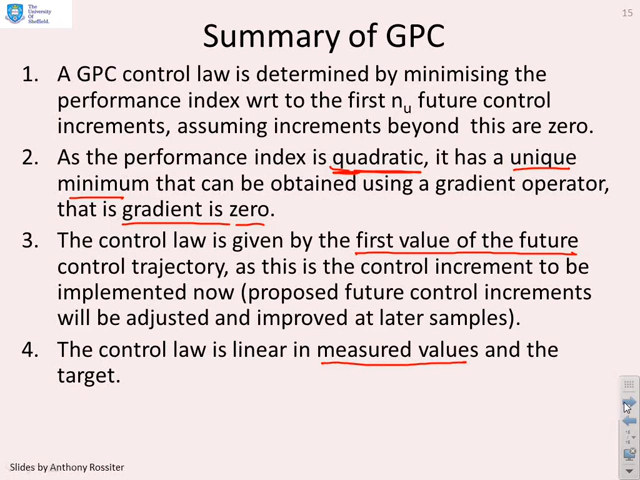 The
University
Of
Sheffield.
15
Summary of GPC
1. A GPC control law is determined by minimising the
performance index wrt to the first nu future control
increments, assuming increments beyond this are zero.
2. As the performance index is quadratic, it has a unique
minimum that can be obtained using a gradient operator,
that is gradient is zero.
3. The control law is given by the first value of the future
control trajectory, as this is the control increment to be
implemented now (proposed future control increments
will be adjusted and improved at later samples).
4. The control law is linear in measured values and the
target.
Slides by Anthony Rossiter